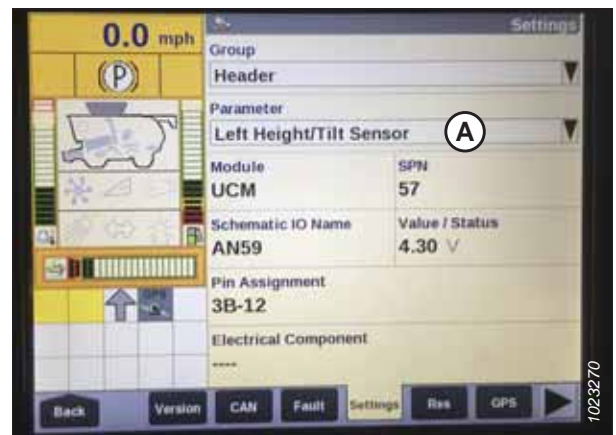 0.0 mph
Settings
(P)
Group
Header
Parameter
Left Height/Tilt Sensor
A
Module
SPN
UCM
57
Schematic IO Name
Value / Status
AN59
4.30 V
Pin Assignment
3B-12
GPS
Electrical Component
----
Back
Version
CAN
Fault
Settings
Res
GPS
1023270